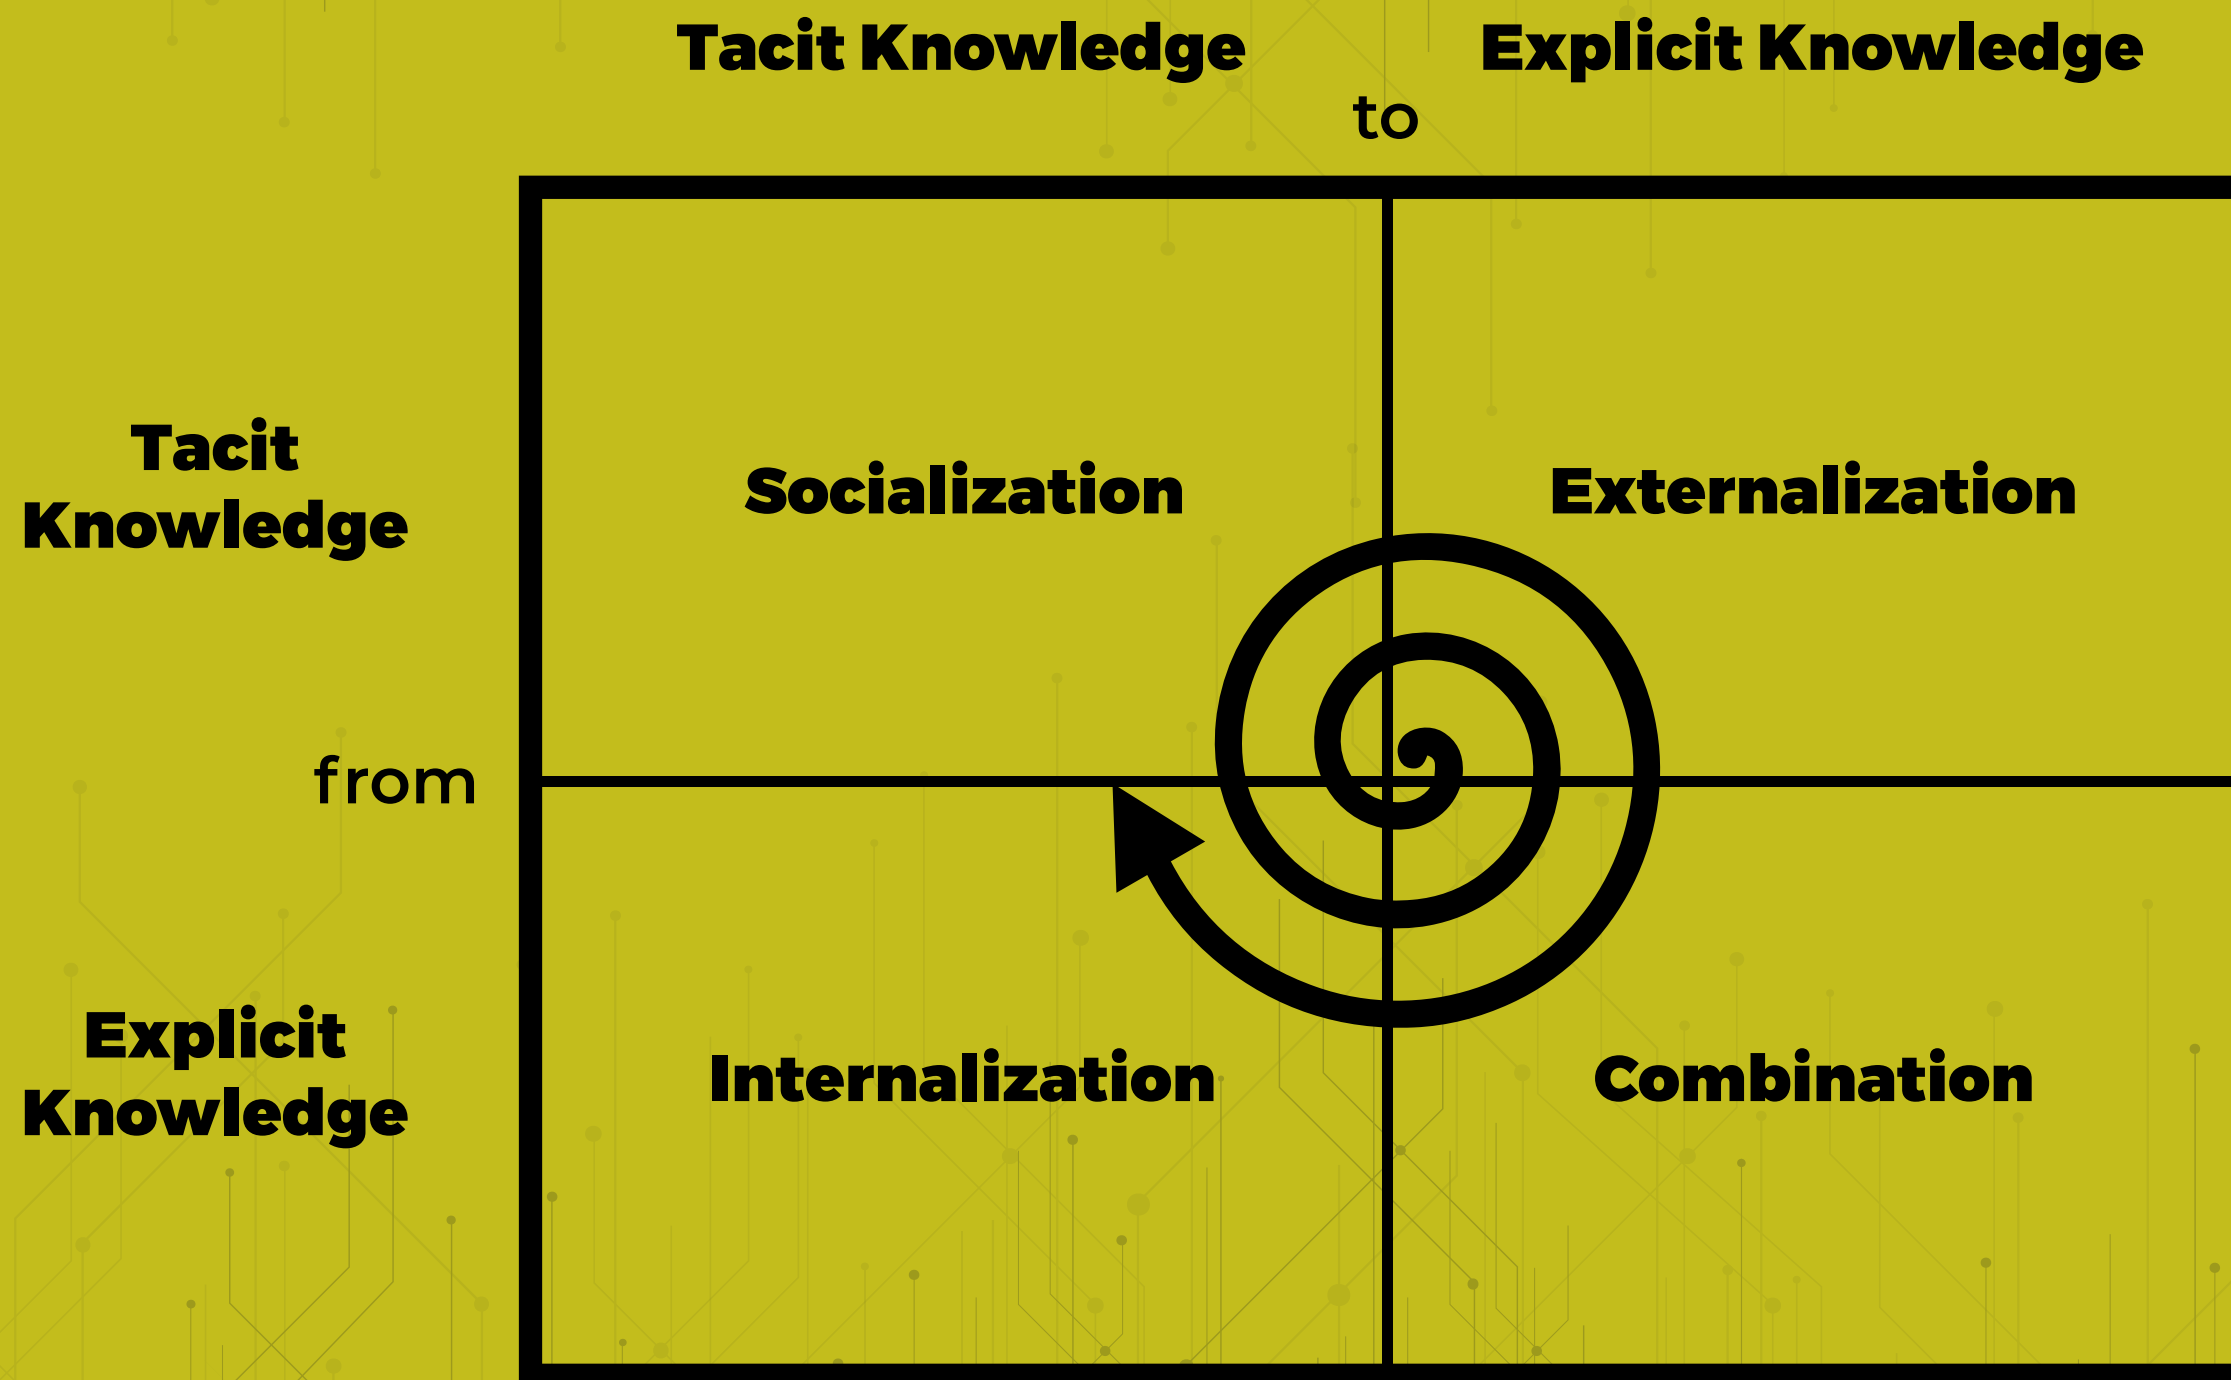 Tacit Knowledge
Explicit Knowledge
to
Tacit
Knowledge
Socialization
Externalization
from
Explicit
Knowledge
Internalization
Combination